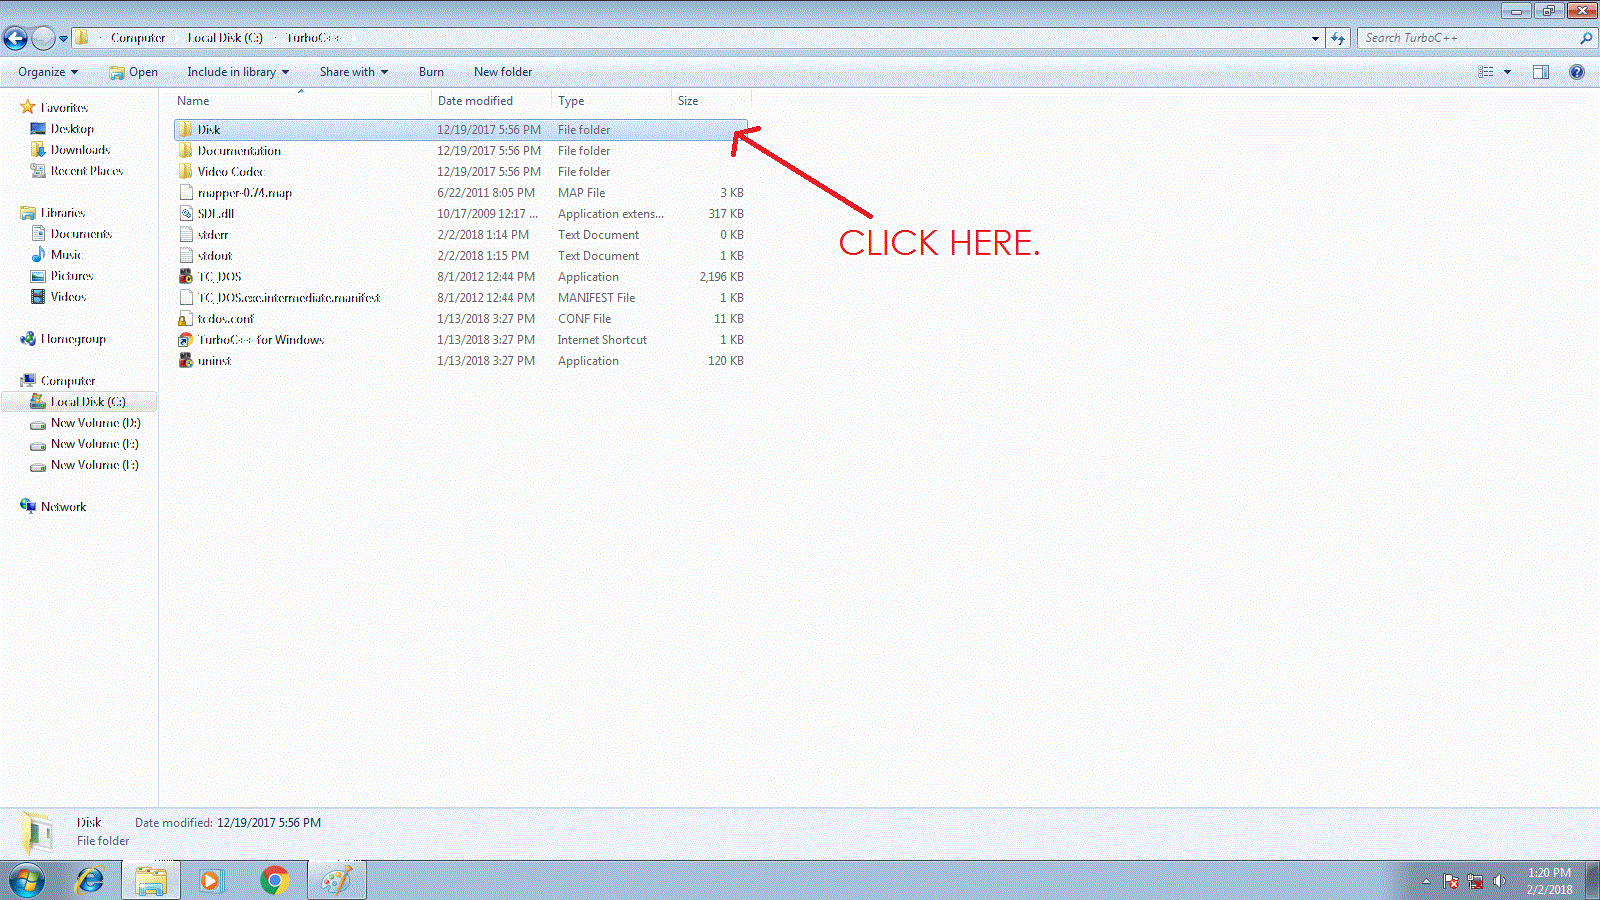 Computer Local Disk (C:) TurboC++
Search TurboC++
Organize Open Include in library Share with Burn New folder
Name Date modified Type Size
Favorites
Desktop
Downloads
Recent Places
Libraries
Documents
Music
Pictures
Videos
Homegroup
Computer
Local Disk (C:)
New Volume (D:)
New Volume (E:)
New Volume (F:)
Network
Disk 12/19/2017 5:56 PM File folder
Documentation 12/19/2017 5:56 PM File folder
Video Codec 12/19/2017 5:56 PM File folder
mapper-0.74.map 6/22/2011 8:05 PM MAP File 3 KB
SDL.dll 10/17/2009 12:17 ... Application extens... 317 KB
stderr 2/2/2018 1:14 PM Text Document 0 KB
stdout 2/2/2018 1:15 PM Text Document 1 KB
TC_DOS 8/1/2012 12:44 PM Application 2,196 KB
TC_DOS.exe.intermediate.manifest 8/1/2012 12:44 PM MANIFEST File 1 KB
tcdos.conf 1/13/2018 3:27 PM CONF File 11 KB
TurboC++ for Windows 1/13/2018 3:27 PM Internet Shortcut 1 KB
uninst 1/13/2018 3:27 PM Application 120 KB
CLICK HERE.
Disk Date modified: 12/19/2017 5:56 PM
File folder
1:20 PM
2/2/2018